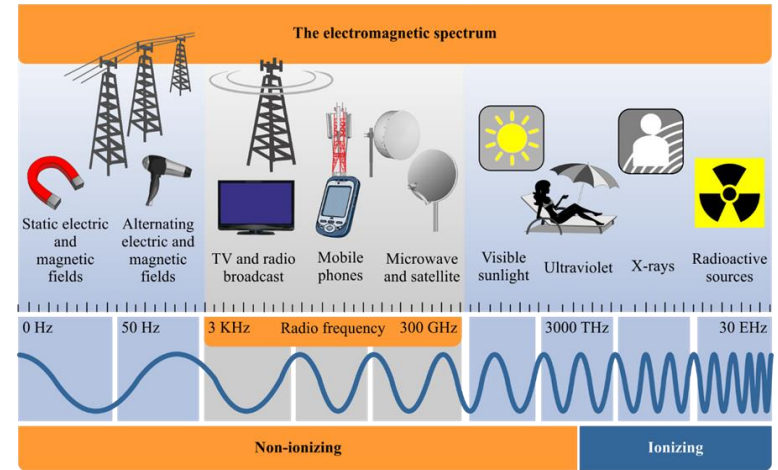 The electromagnetic spectrum
Static electric
and
magnetic
fields
Alternating
electric and
magnetic
fields
TV and radio
broadcast
Mobile
phones
Microwave
and satellite
Visible
sunlight
Ultraviolet
X-rays
Radioactive
sources
0 Hz 50 Hz 3 KHz Radio frequency 300 GHz 3000 THz 30 EHz
Non-ionizing Ionizing